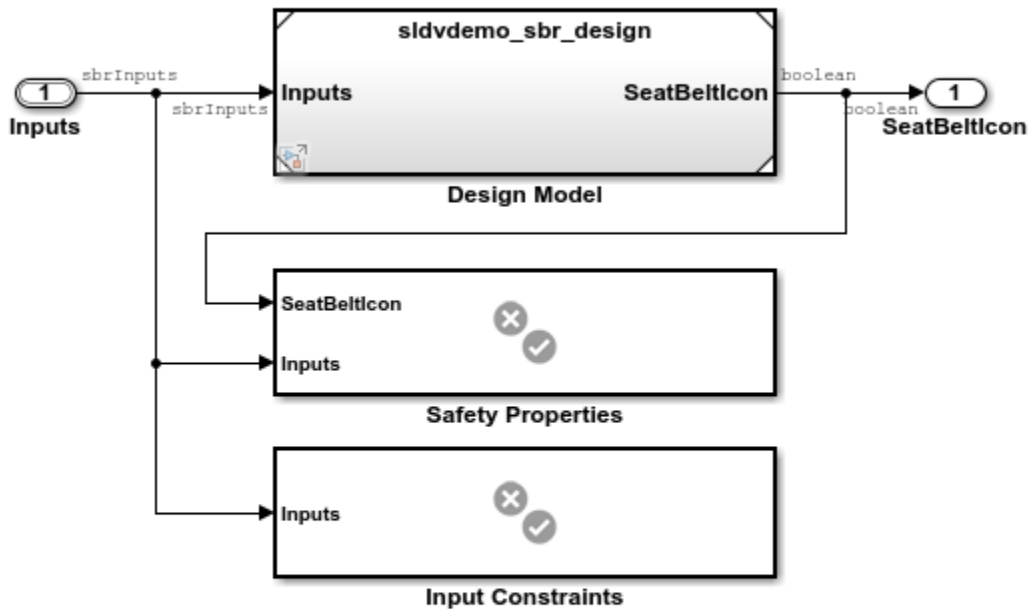 sldvdemo_sbr_design
sbrInputs
boolean
1
Inputs
SeatBeltIcon
1
sbrInputs
boolean
Inputs
SeatBeltIcon
Design Model
SeatBeltIcon
Inputs
Safety Properties
Inputs
Input Constraints